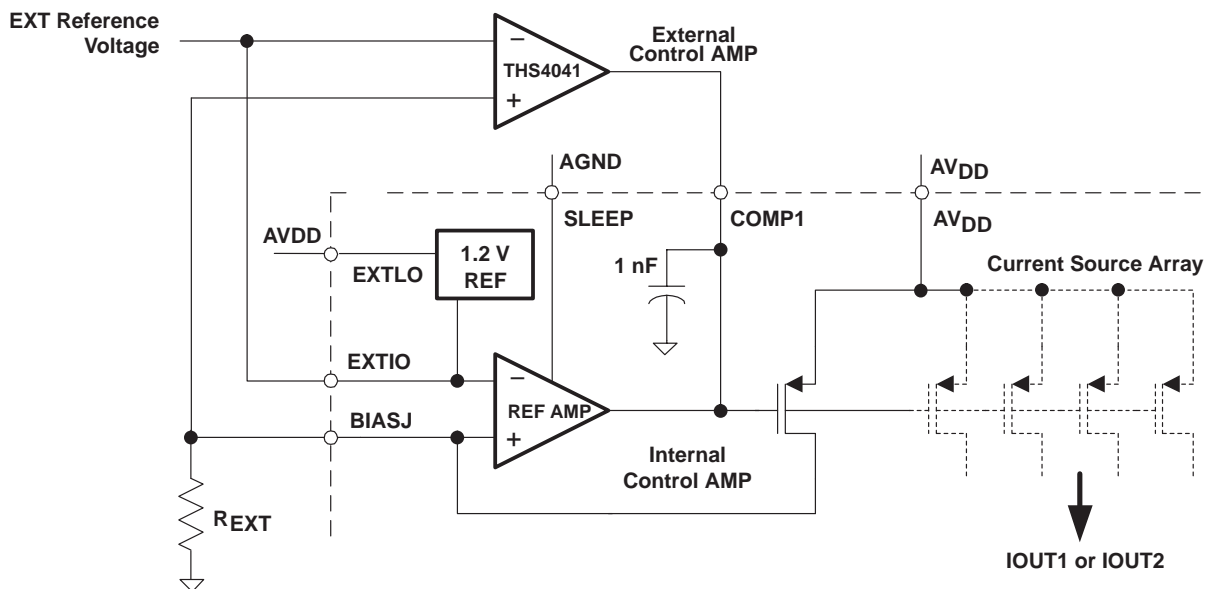 EXT Reference
Voltage
−
THS4041
+
External
Control AMP
AGND
AVDD
SLEEP
COMP1
AVDD
AVDD
EXTLO
1.2 V
REF
1 nF
Current Source Array
EXTIO
−
REF AMP
BIASJ
+
Internal
Control AMP
REXT
IOUT1 or IOUT2